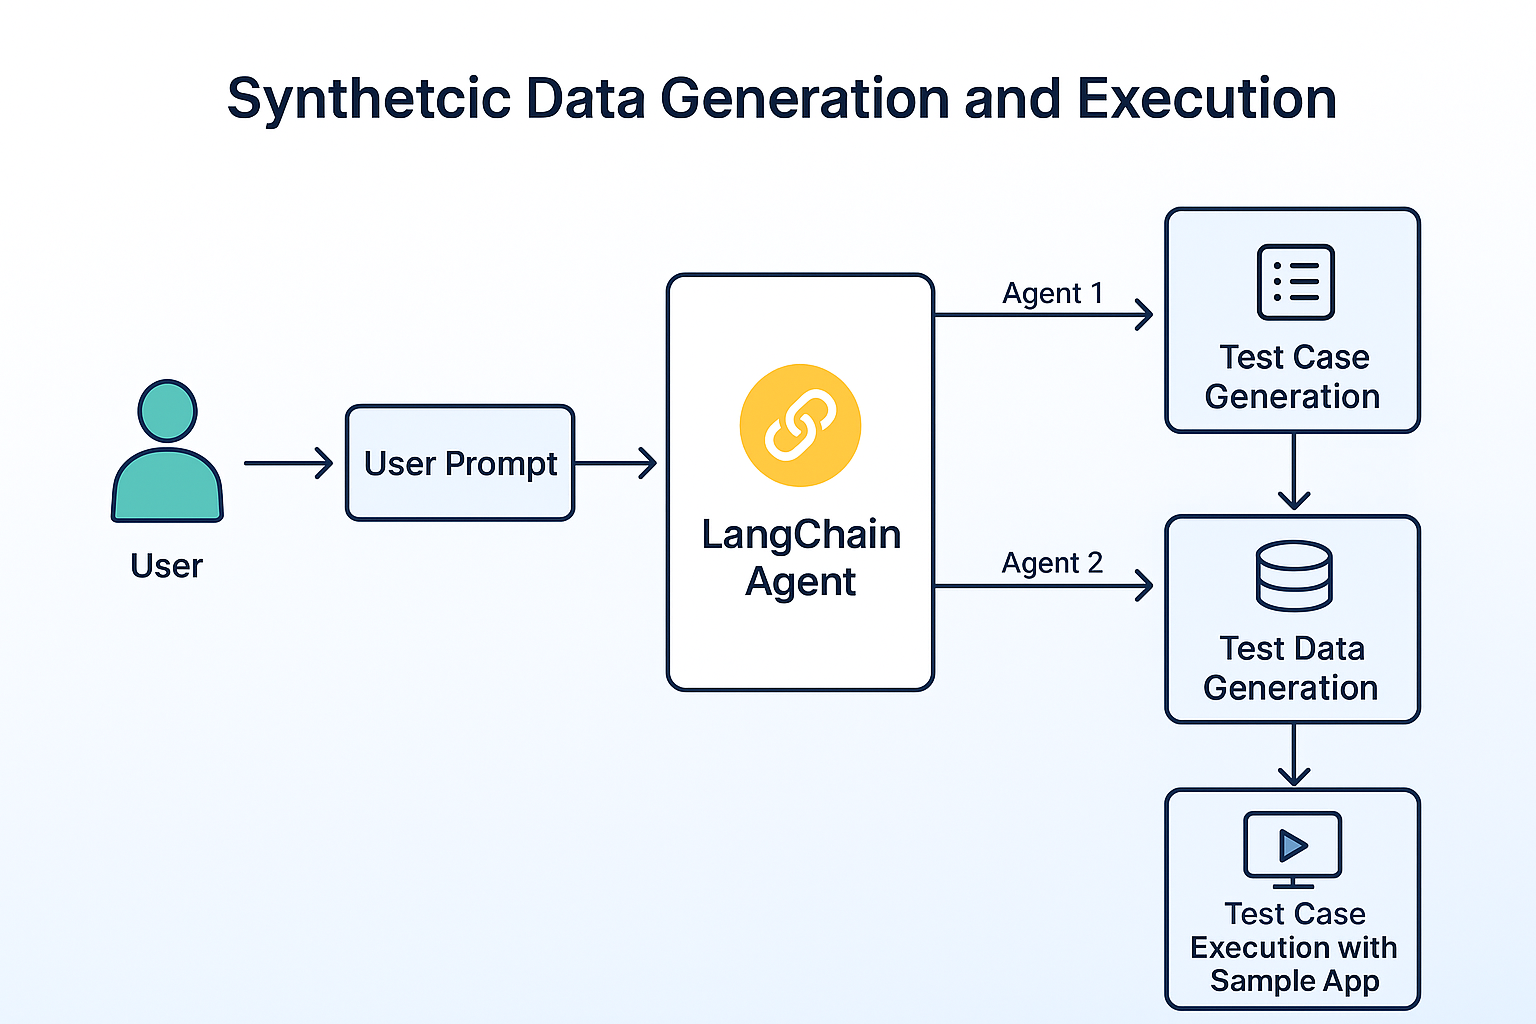 Synthetcic Data Generation and Execution
User
User Prompt
LangChain
Agent
Agent 1
Agent 2
Test Case
Generation
Test Data
Generation
Test Case
Execution with
Sample App